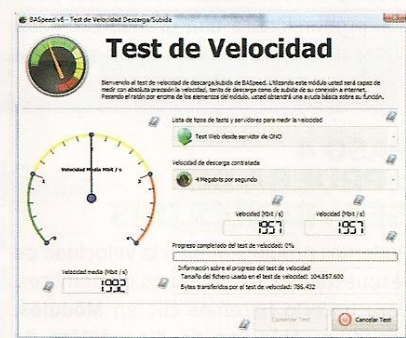 BASpeed v6 - Test de Velocidad Descarga/Subida
Test de Velocidad
Bienvenido al test de velocidad de descarga/subida de BASpeed. Utilizando este módulo usted será capaz de
medir con absoluta precisión la velocidad, tanto de descarga como de subida de su conexión a internet.
Pasando el ratón por encima de los elementos del módulo, usted obtendrá una ayuda básica sobre su función.
Lista de tipos de tests y servidores para medir la velocidad
Test Web desde servidor de ONO
Velocidad de descarga contratada
4 Megabits por segundo
Velocidad Media Mbit / s
Velocidad (Mbit / s)
Velocidad (Mbit / s)
1957
1957
Progreso completado del test de velocidad: 0%
Velocidad media (Mbit / s)
1992
Información sobre el progreso del test de velocidad
Tamaño del fichero usado en el test de velocidad: 104.857.600
Bytes transferidos por el test de velocidad: 786.432
Comenzar Test
Cancelar Test